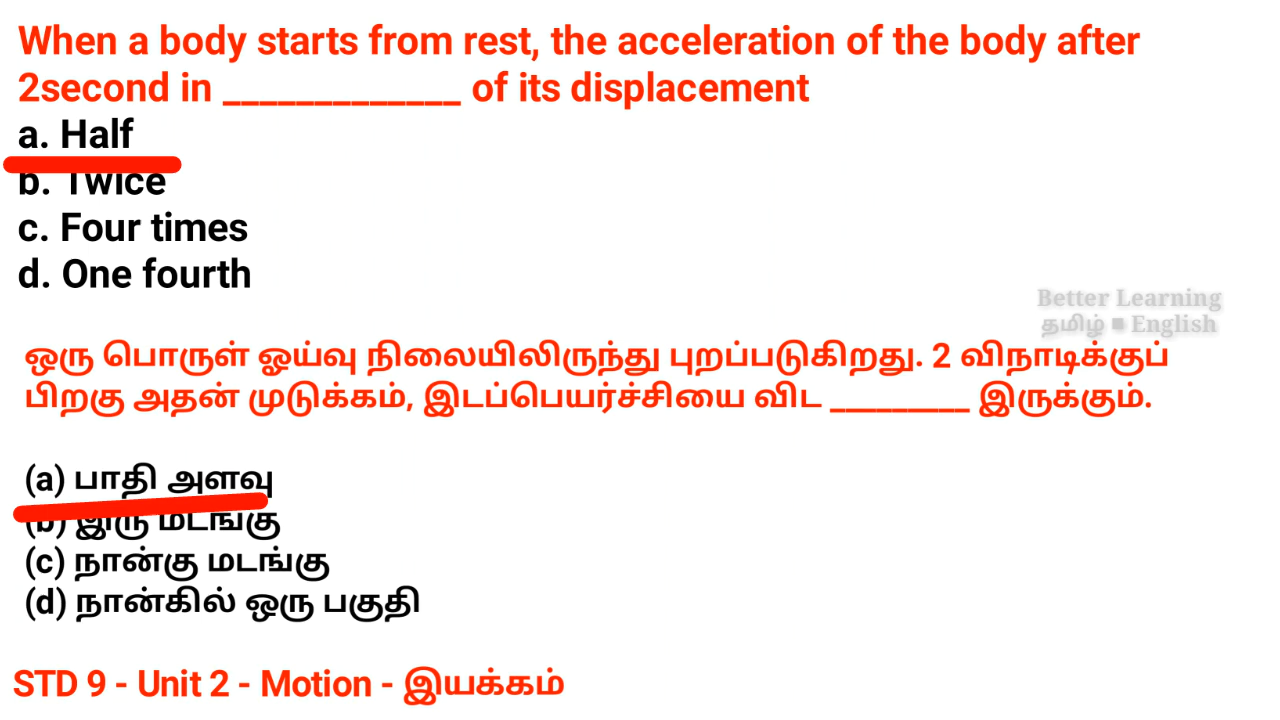 When a body starts from rest, the acceleration of the body after
2second in _____________ of its displacement
a. Half
b. Twice
c. Four times
d. One fourth
Better Learning
தமிழ் ■ English
ஒரு பொருள் ஓய்வு நிலையிலிருந்து புறப்படுகிறது. 2 விநாடிக்குப்
பிறகு அதன் முடுக்கம், இடப்பெயர்ச்சியை விட _________ இருக்கும்.
(a) பாதி அளவு
(b) இரு மடங்கு
(c) நான்கு மடங்கு
(d) நான்கில் ஒரு பகுதி
STD 9 - Unit 2 - Motion - இயக்கம்